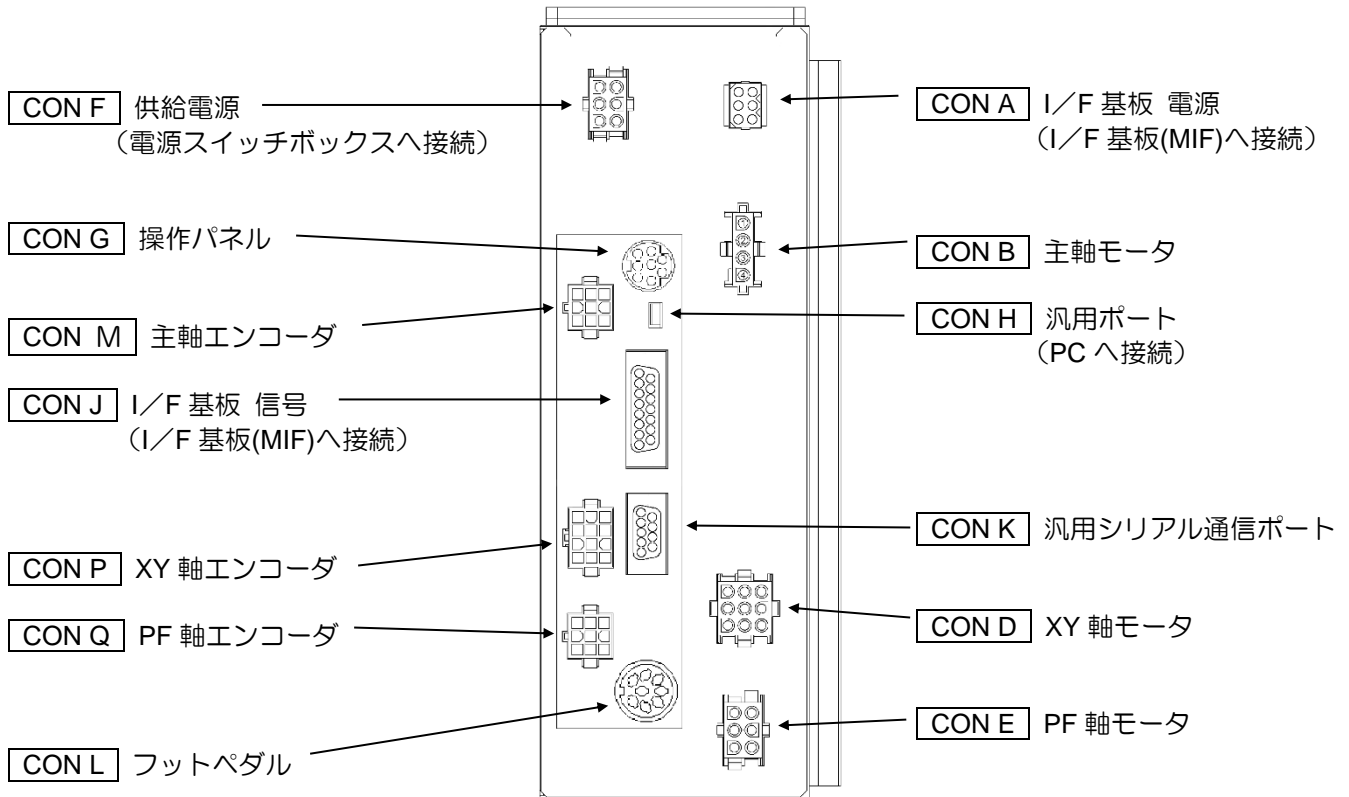 CON F 供給電源
（電源スイッチボックスへ接続）
CON G 操作パネル
CON M 主軸エンコーダ
CON J I／F 基板 信号
（I／F 基板(MIF)へ接続）
CON P XY 軸エンコーダ
CON Q PF 軸エンコーダ
CON L フットペダル
CON A I／F 基板 電源
（I／F 基板(MIF)へ接続）
CON B 主軸モータ
CON H 汎用ポート
（PC へ接続）
CON K 汎用シリアル通信ポート
CON D XY 軸モータ
CON E PF 軸モータ